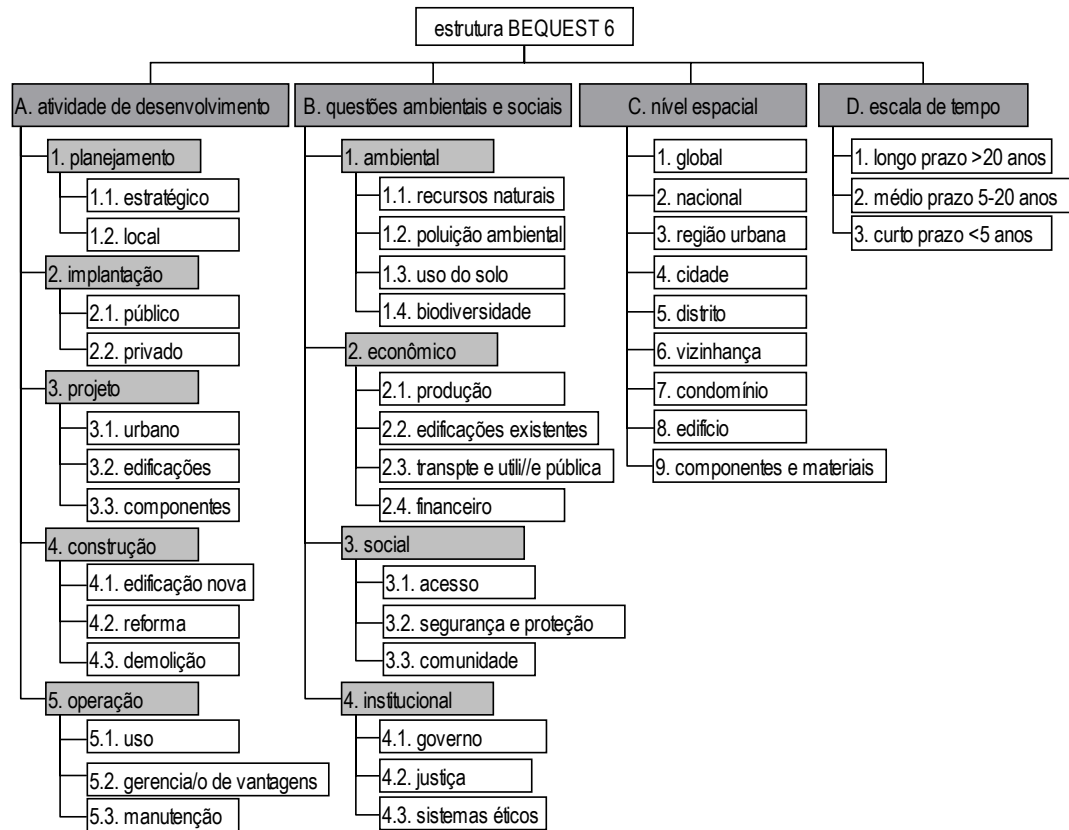 estrutura BEQUEST 6
A. atividade de desenvolvimento
1. planejamento
1.1. estratégico
1.2. local
2. implantação
2.1. público
2.2. privado
3. projeto
3.1. urbano
3.2. edificações
3.3. componentes
4. construção
4.1. edificação nova
4.2. reforma
4.3. demolição
5. operação
5.1. uso
5.2. gerencia/o de vantagens
5.3. manutenção
B. questões ambientais e sociais
1. ambiental
1.1. recursos naturais
1.2. poluição ambiental
1.3. uso do solo
1.4. biodiversidade
2. econômico
2.1. produção
2.2. edificações existentes
2.3. transpte e utili//e pública
2.4. financeiro
3. social
3.1. acesso
3.2. segurança e proteção
3.3. comunidade
4. institucional
4.1. governo
4.2. justiça
4.3. sistemas éticos
C. nível espacial
1. global
2. nacional
3. região urbana
4. cidade
5. distrito
6. vizinhança
7. condomínio
8. edifício
9. componentes e materiais
D. escala de tempo
1. longo prazo >20 anos
2. médio prazo 5-20 anos
3. curto prazo <5 anos